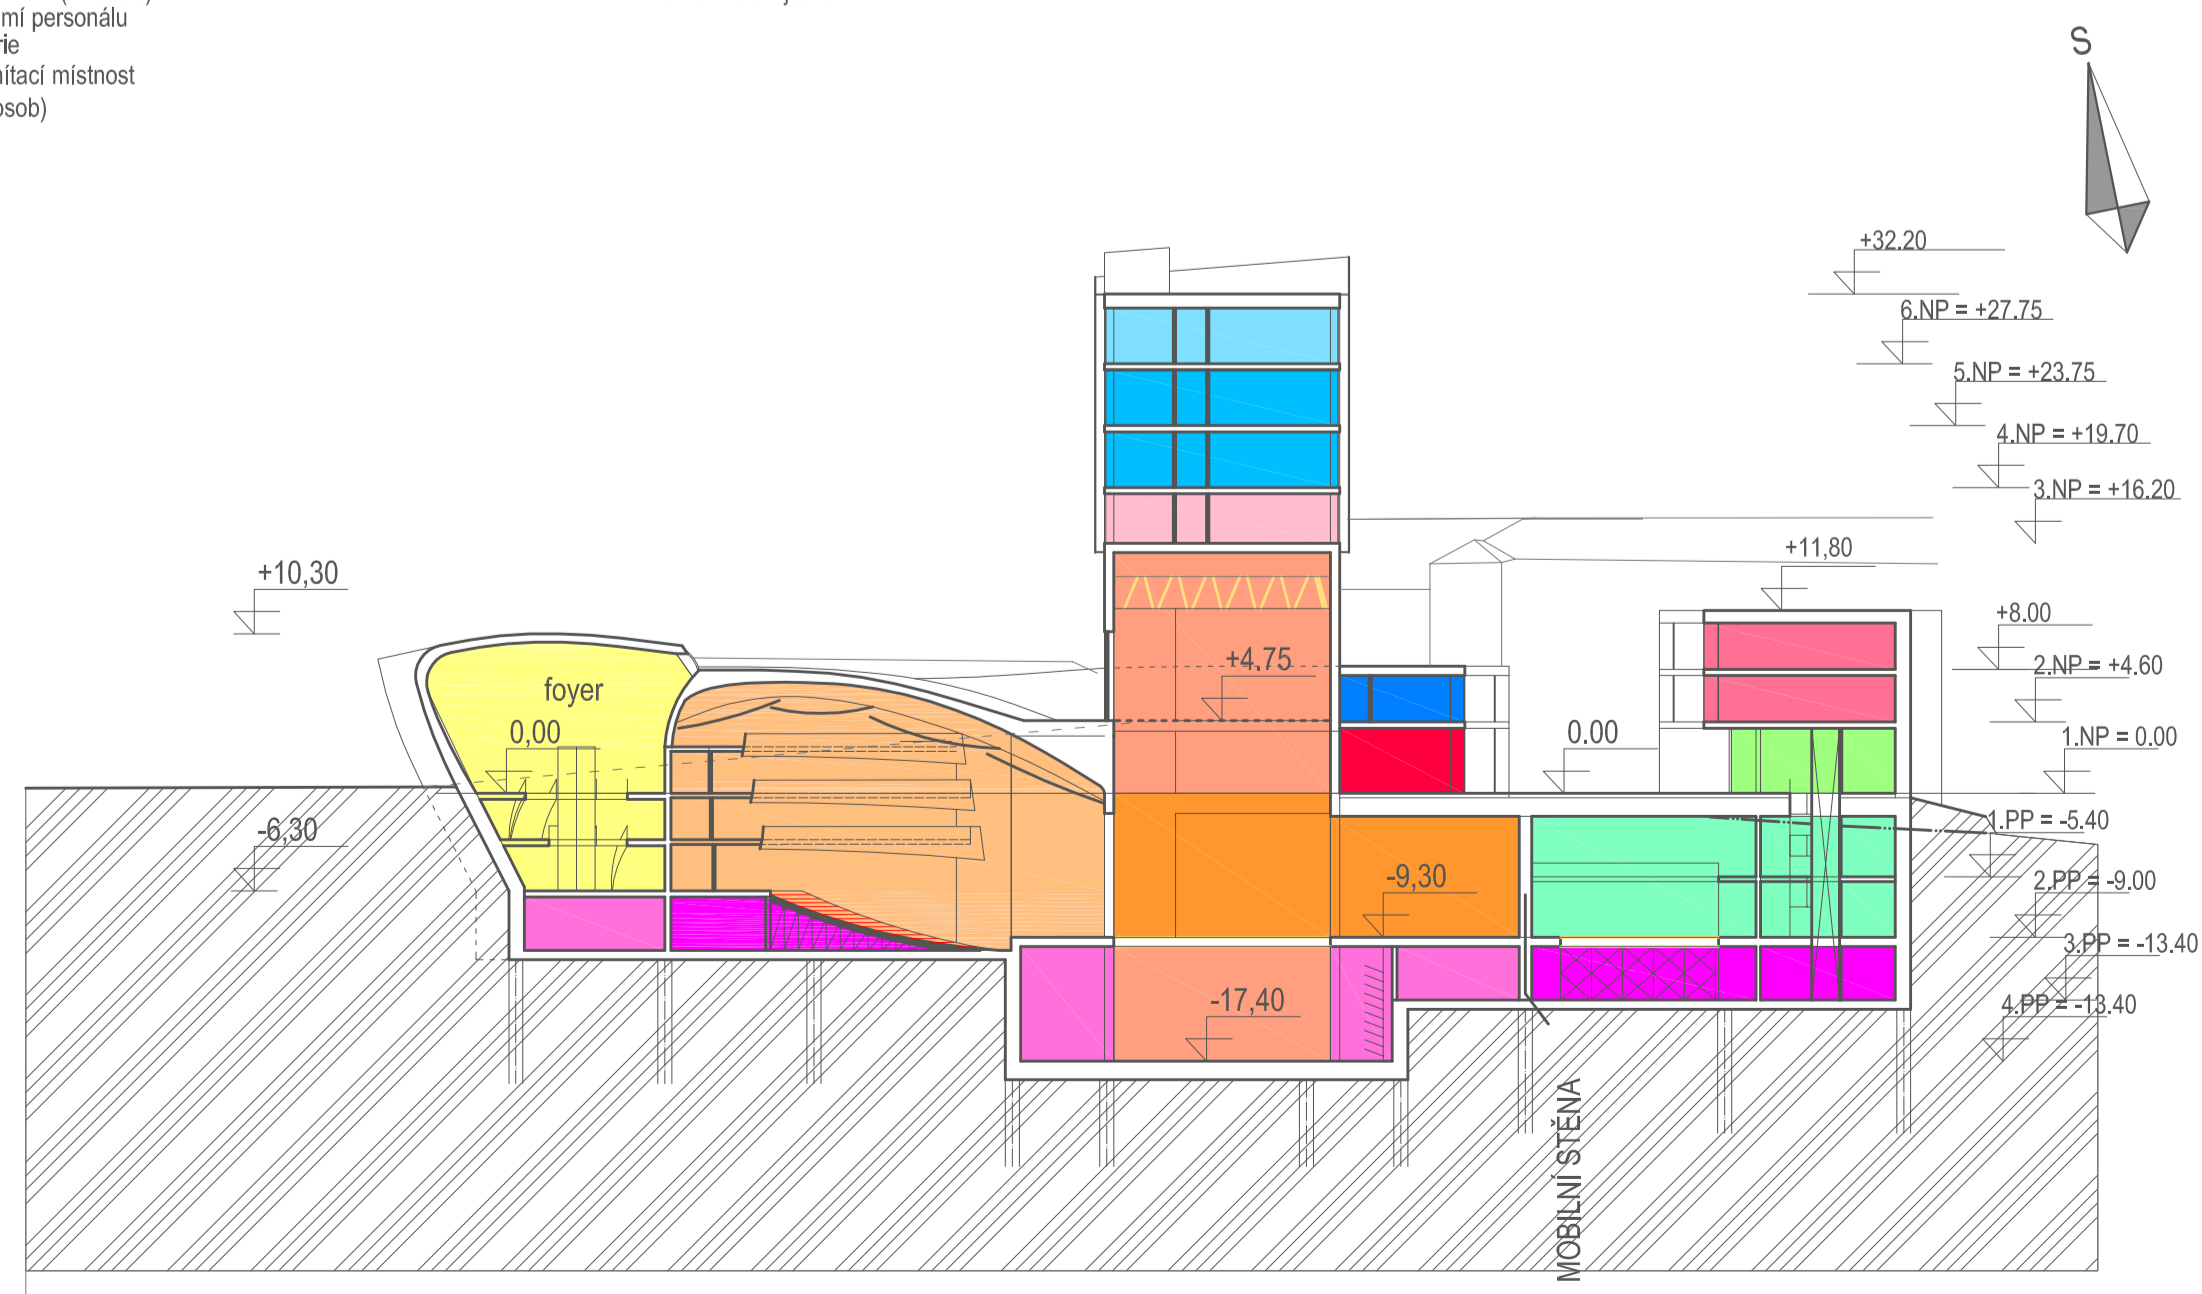 mí personálu
místnost
S
+32.20
6.NP = +27.75
5.NP = +23.75
4.NP = +19.70
3.NP = +16.20
+10,30
+11,80
+8.00
foyer
+4.75
2.NP = +4.60
0,00
0.00
1.NP = 0.00
-6,30
1.PP = -5.40
-9,30
2.PP = -9.00
3.PP = -13.40
-17,40
4.PP = -13.40
MOBILNÍ STĚNA